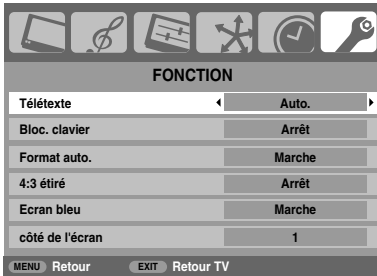 FONCTION
Télétexte Auto.
Bloc. clavier Arrêt
Format auto. Marche
4:3 étiré Arrêt
Ecran bleu Marche
côté de l'écran 1
MENU Retour EXIT Retour TV